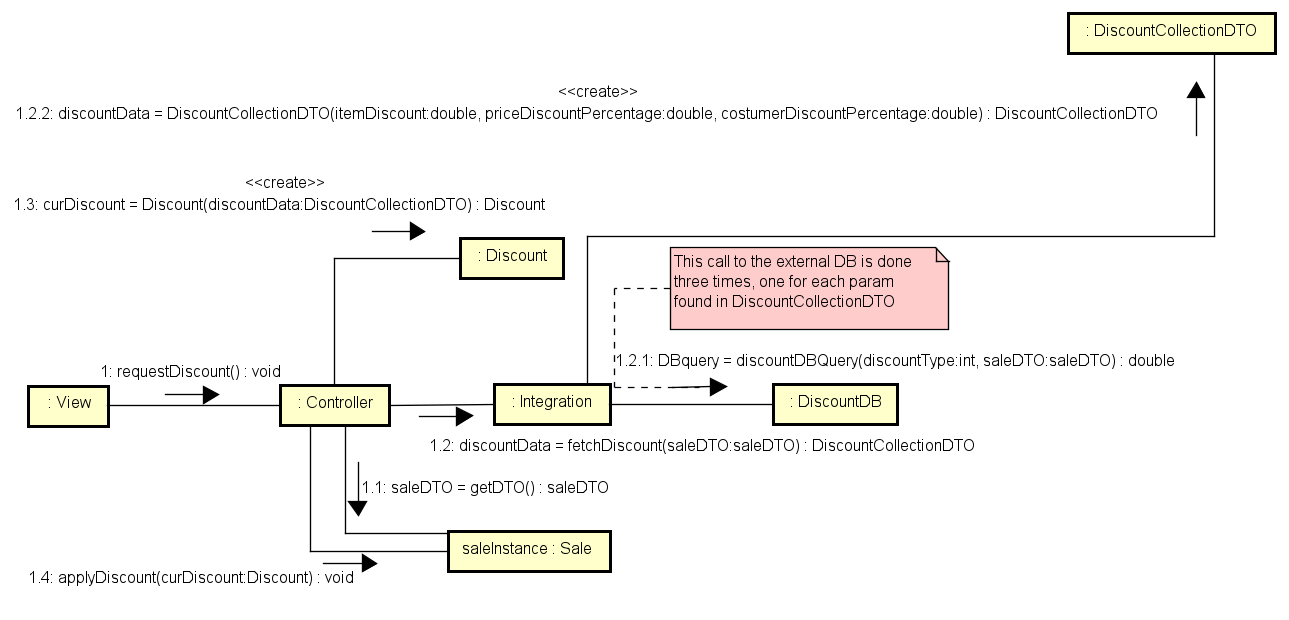 : DiscountCollectionDTO
<<create>>
1.2.2: discountData = DiscountCollectionDTO(itemDiscount:double, priceDiscountPercentage:double, costumerDiscountPercentage:double) : DiscountCollectionDTO
<<create>>
1.3: curDiscount = Discount(discountData:DiscountCollectionDTO) : Discount
: Discount
This call to the external DB is done
three times, one for each param
found in DiscountCollectionDTO
1.2.1: DBquery = discountDBQuery(discountType:int, saleDTO:saleDTO) : double
1: requestDiscount() : void
: View
: Controller
: Integration
: DiscountDB
1.2: discountData = fetchDiscount(saleDTO:saleDTO) : DiscountCollectionDTO
1.1: saleDTO = getDTO() : saleDTO
saleInstance : Sale
1.4: applyDiscount(curDiscount:Discount) : void